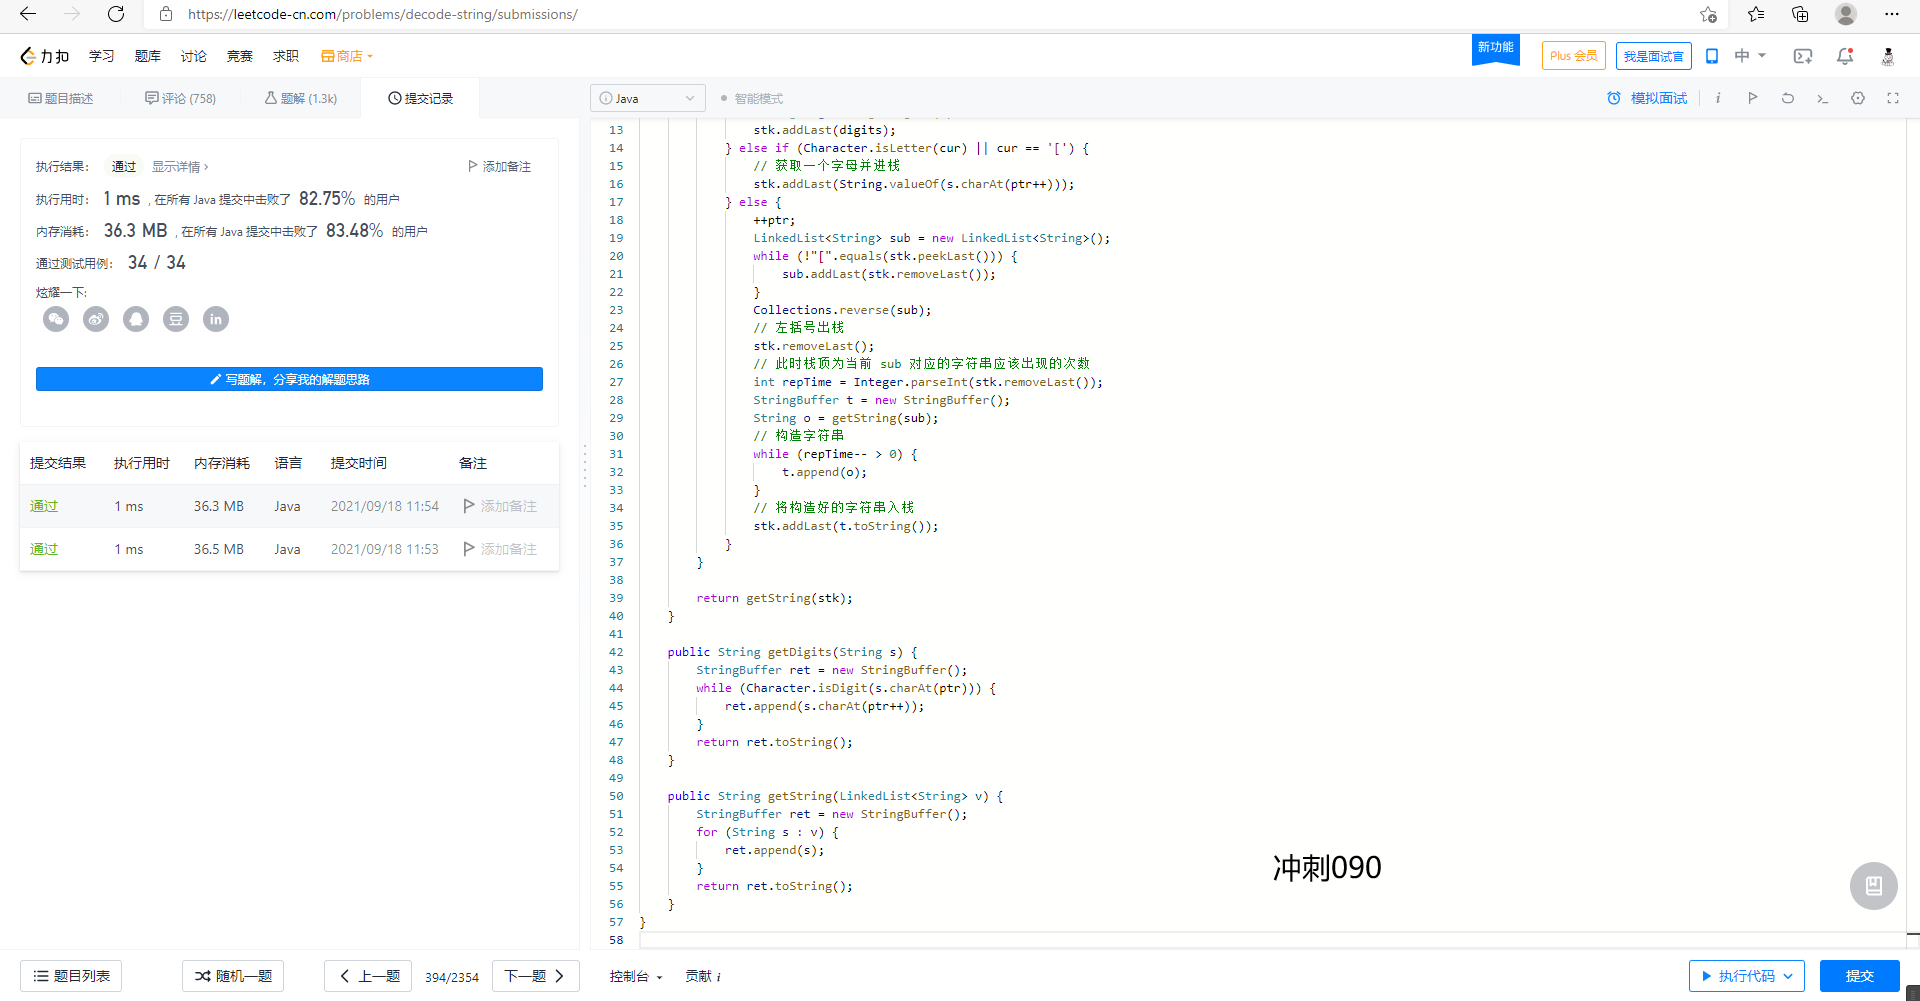 https://leetcode-cn.com/problems/decode-string/submissions/
力扣 学习 题库 讨论 竞赛 求职 商店 新功能 Plus 会员 我是面试官 中
题目描述 评论 (758) 题解 (1.3k) 提交记录 Java 智能模式 模拟面试 i
执行结果： 通过 显示详情 › 添加备注
执行用时： 1 ms , 在所有 Java 提交中击败了 82.75% 的用户
内存消耗： 36.3 MB , 在所有 Java 提交中击败了 83.48% 的用户
通过测试用例： 34 / 34
炫耀一下:
in
写题解，分享我的解题思路
提交结果 执行用时 内存消耗 语言 提交时间 备注
通过 1 ms 36.3 MB Java 2021/09/18 11:54 添加备注
通过 1 ms 36.5 MB Java 2021/09/18 11:53 添加备注
13 stk.addLast(digits);
14 } else if (Character.isLetter(cur) || cur == '[') {
15 // 获取一个字母并进栈
16 stk.addLast(String.valueOf(s.charAt(ptr++)));
17 } else {
18 ++ptr;
19 LinkedList<String> sub = new LinkedList<String>();
20 while (!"[".equals(stk.peekLast())) {
21 sub.addLast(stk.removeLast());
22 }
23 Collections.reverse(sub);
24 // 左括号出栈
25 stk.removeLast();
26 // 此时栈顶为当前 sub 对应的字符串应该出现的次数
27 int repTime = Integer.parseInt(stk.removeLast());
28 StringBuffer t = new StringBuffer();
29 String o = getString(sub);
30 // 构造字符串
31 while (repTime-- > 0) {
32 t.append(o);
33 }
34 // 将构造好的字符串入栈
35 stk.addLast(t.toString());
36 }
37 }
38
39 return getString(stk);
40 }
41
42 public String getDigits(String s) {
43 StringBuffer ret = new StringBuffer();
44 while (Character.isDigit(s.charAt(ptr))) {
45 ret.append(s.charAt(ptr++));
46 }
47 return ret.toString();
48 }
49
50 public String getString(LinkedList<String> v) {
51 StringBuffer ret = new StringBuffer();
52 for (String s : v) {
53 ret.append(s);
54 }
55 return ret.toString();
56 }
57 }
58
冲刺090
题目列表 随机一题 上一题 394/2354 下一题 控制台 贡献 i 执行代码 提交